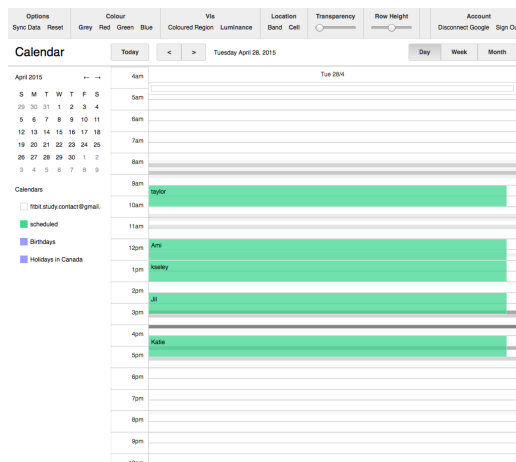 Options Colour Vis Location Transparency Row Height Account
Sync Data Reset Grey Red Green Blue Coloured Region Luminance Band Cell Disconnect Google Sign Ou
Calendar Today < > Tuesday April 28, 2015 Day Week Month
April 2015 ← →
S M T W T F S
29 30 31 1 2 3 4
5 6 7 8 9 10 11
12 13 14 15 16 17 18
19 20 21 22 23 24 25
26 27 28 29 30 1 2
3 4 5 6 7 8 9
Calendars
fitbit.study.contact@gmail.
scheduled
Birthdays
Holidays in Canada
Tue 28/4
4am
5am
6am
7am
8am
9am
taylor
10am
11am
12pm
Ami
1pm
kseley
2pm
Jil
3pm
4pm
Katie
5pm
6pm
7pm
8pm
9pm